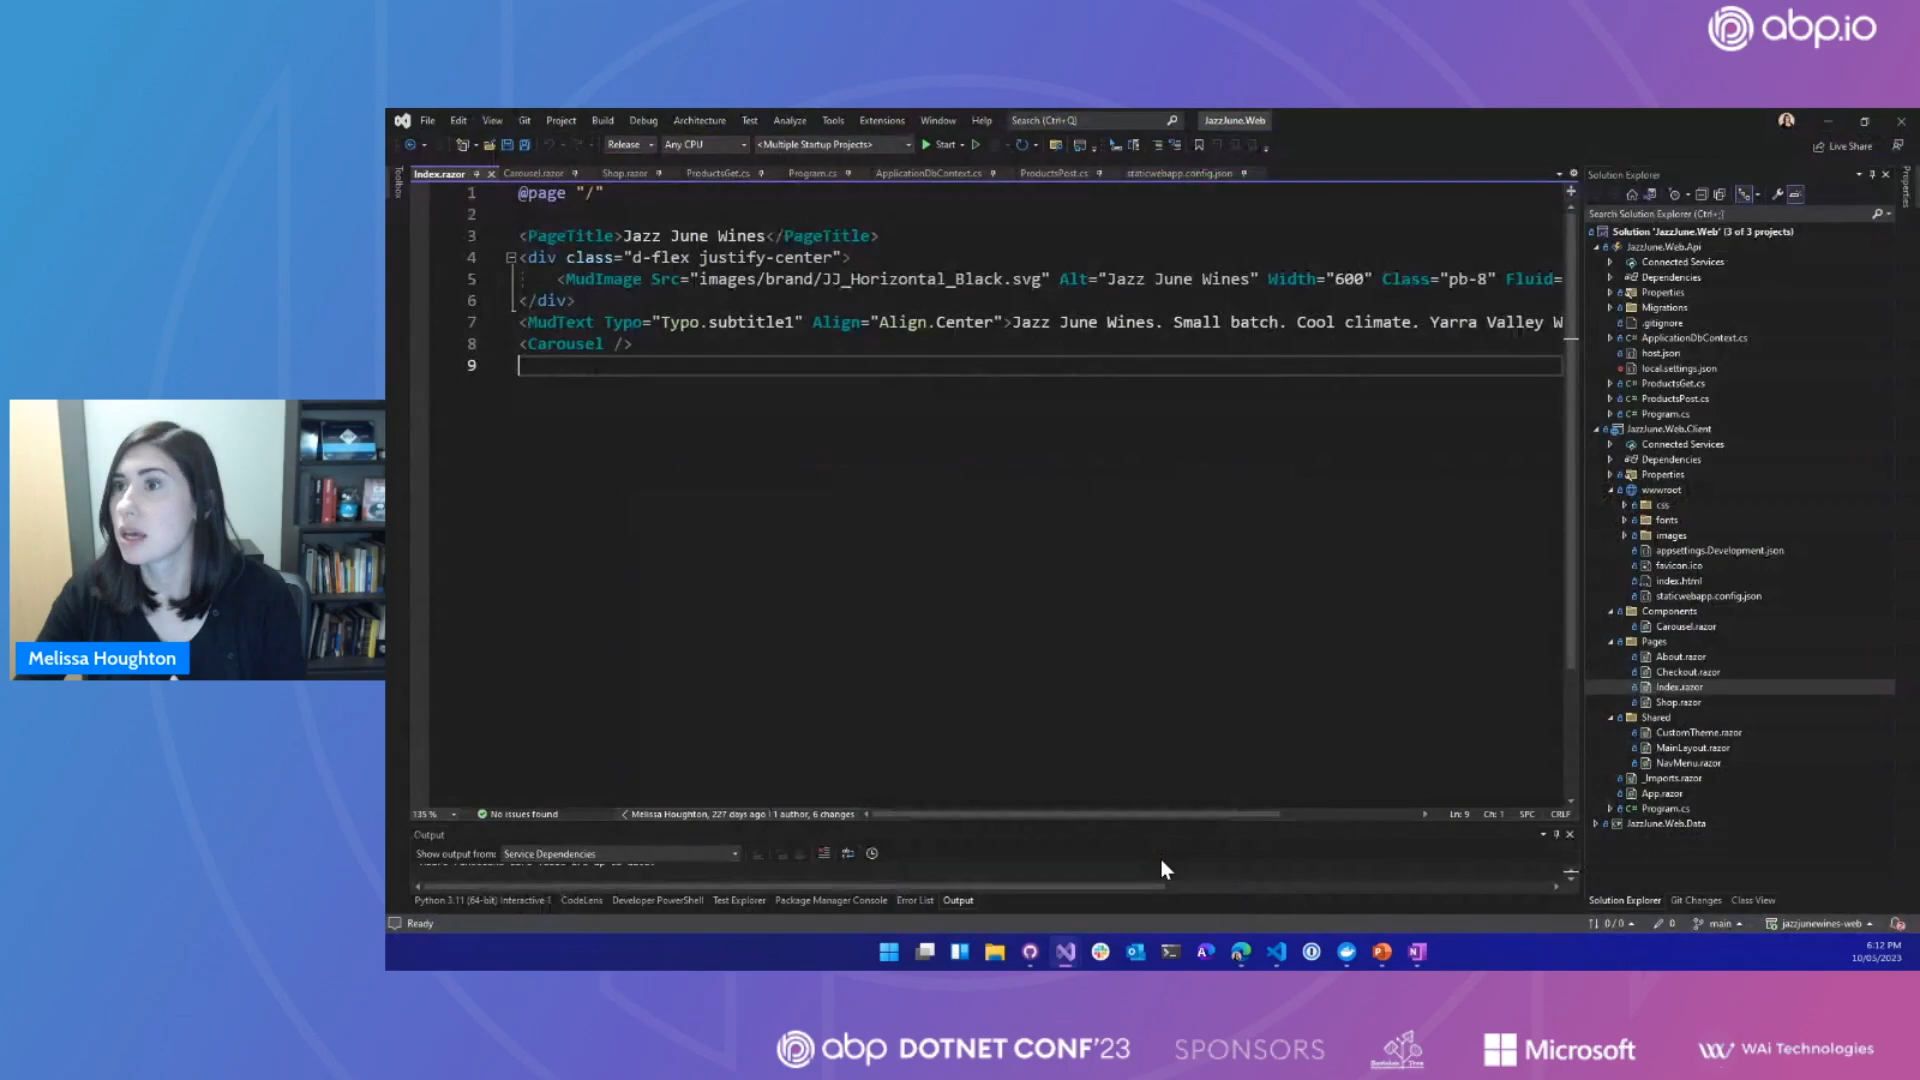 abp.io
File Edit View Git Project Build Debug Architecture Test Analyze Tools Extensions Window Help Search (Ctrl+Q) JazzJune.Web
Release Any CPU <Multiple Startup Projects> Start Live Share
Toolbox
Index.razor Carousel.razor Shop.razor ProductsGet.cs Program.cs ApplicationDbContext.cs ProductsPost.cs staticwebapp.config.json
1 @page "/"
2
3 <PageTitle>Jazz June Wines</PageTitle>
4 <div class="d-flex justify-center">
5 <MudImage Src="images/brand/JJ_Horizontal_Black.svg" Alt="Jazz June Wines" Width="600" Class="pb-8" Fluid=
6 </div>
7 <MudText Typo="Typo.subtitle1" Align="Align.Center">Jazz June Wines. Small batch. Cool climate. Yarra Valley W
8 <Carousel />
9
135 % No issues found Melissa Houghton, 227 days ago | 1 author, 6 changes Ln: 9 Ch: 1 SPC CRLF
Output
Show output from: Service Dependencies
Python 3.11 (64-bit) Interactive 1 CodeLens Developer PowerShell Test Explorer Package Manager Console Error List Output
Ready
Solution Explorer
Properties
Search Solution Explorer (Ctrl+;)
Solution 'JazzJune.Web' (3 of 3 projects)
JazzJune.Web.Api
Connected Services
Dependencies
Properties
Migrations
.gitignore
C# ApplicationDbContext.cs
host.json
local.settings.json
C# ProductsGet.cs
C# ProductsPost.cs
C# Program.cs
JazzJune.Web.Client
Connected Services
Dependencies
Properties
wwwroot
css
fonts
images
appsettings.Development.json
favicon.ico
index.html
staticwebapp.config.json
Components
Carousel.razor
Pages
About.razor
Checkout.razor
Index.razor
Shop.razor
Shared
CustomTheme.razor
MainLayout.razor
NavMenu.razor
_Imports.razor
App.razor
C# Program.cs
JazzJune.Web.Data
Solution Explorer Git Changes Class View
0/0 0 main jazzjunewines-web
6:12 PM
10/05/2023
Melissa Houghton
abp DOTNET CONF'23 SPONSORS Microsoft WAi Technologies